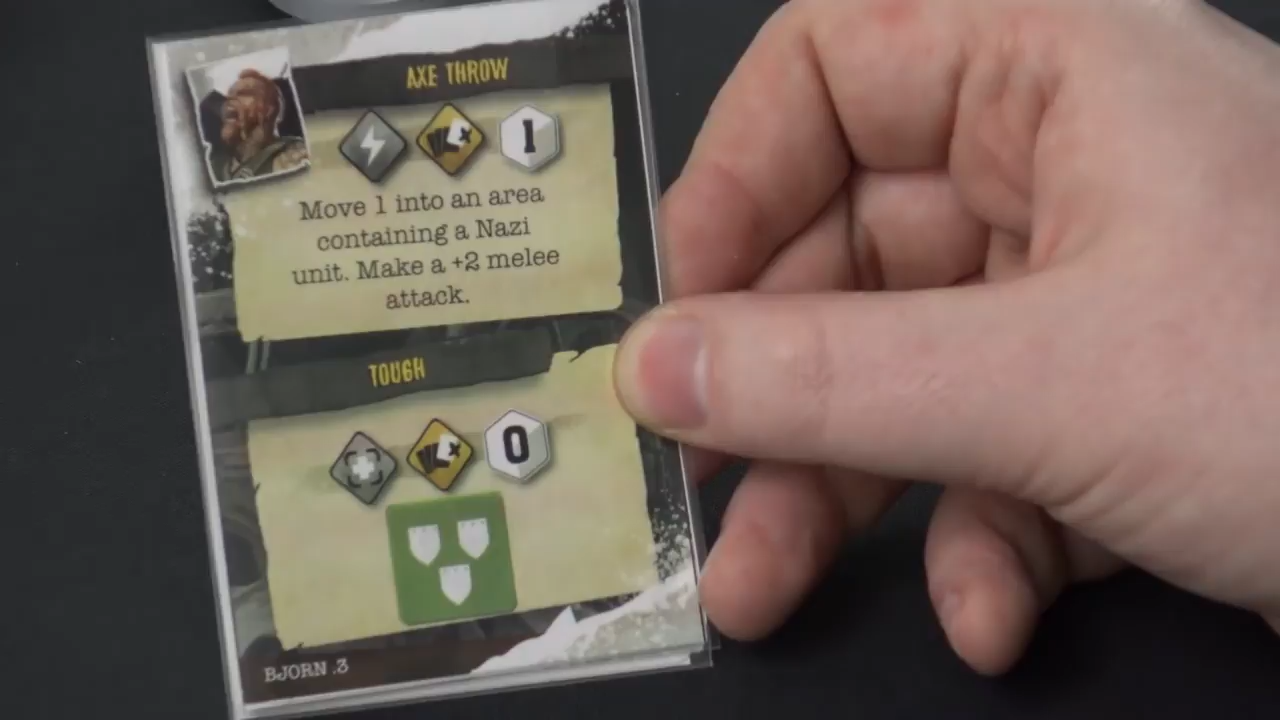 AXE THROW
1
Move 1 into an area
containing a Nazi
unit. Make a +2 melee
attack.
TOUGH
0
BJORN .3